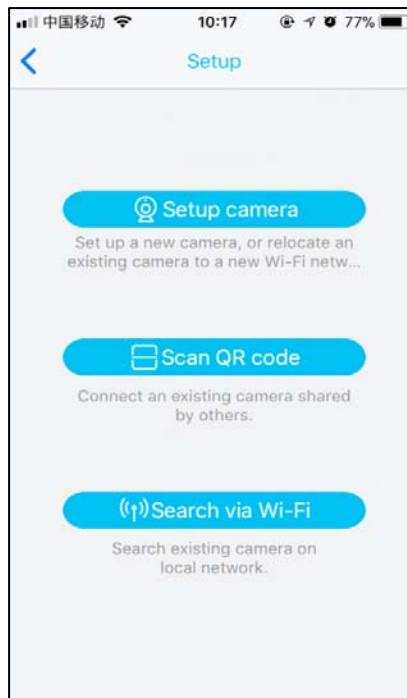 中国移动 10:17 77%
Setup
Setup camera
Set up a new camera, or relocate an
existing camera to a new Wi-Fi netw...
Scan QR code
Connect an existing camera shared
by others.
Search via Wi-Fi
Search existing camera on
local network.